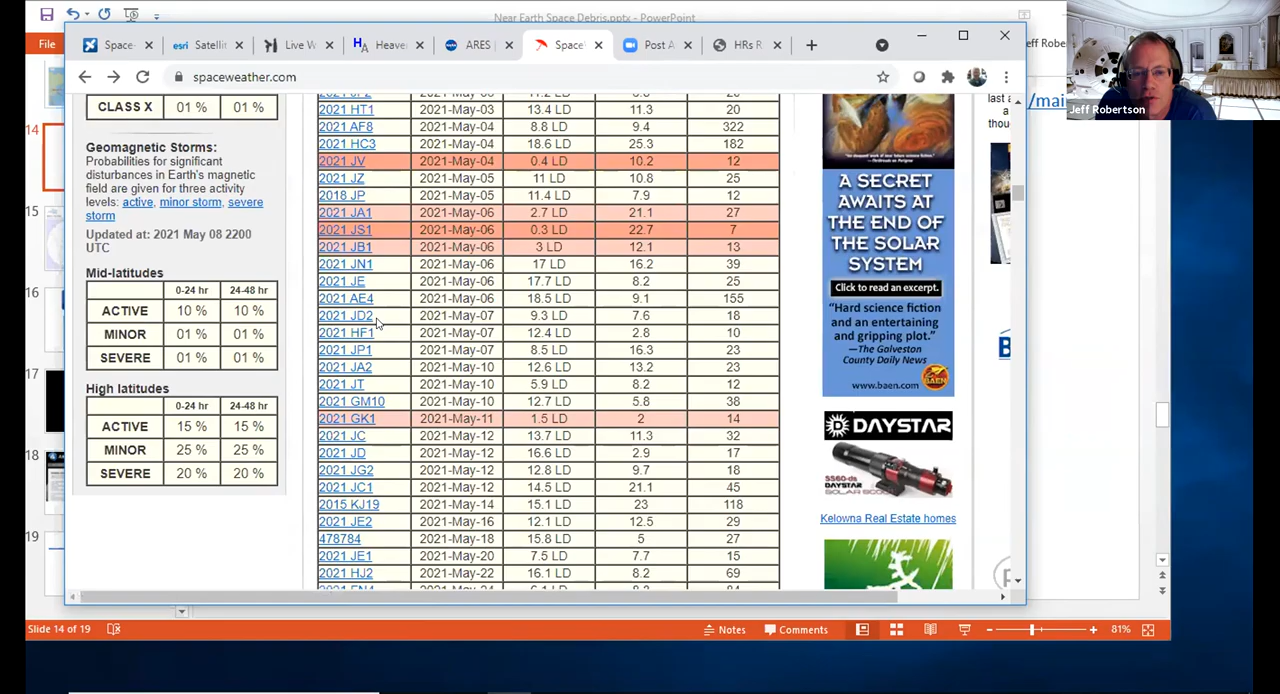 Near Earth Space Debris.pptx - PowerPoint
File
eff Robers
Space-
esri Satellit
Live W
Heaven
ARES |
Space
Post A
HRs R
spaceweather.com
Jeff Robertson
CLASS X 01 % 01 %
Geomagnetic Storms:
Probabilities for significant
disturbances in Earth's magnetic
field are given for three activity
levels: active, minor storm, severe
storm
Updated at: 2021 May 08 2200
UTC
Mid-latitudes
0-24 hr 24-48 hr
ACTIVE 10 % 10 %
MINOR 01 % 01 %
SEVERE 01 % 01 %
High latitudes
0-24 hr 24-48 hr
ACTIVE 15 % 15 %
MINOR 25 % 25 %
SEVERE 20 % 20 %
2021 HT1 2021-May-03 13.4 LD 11.3 20
2021 AF8 2021-May-04 8.8 LD 9.4 322
2021 HC3 2021-May-04 18.6 LD 25.3 182
2021 JV 2021-May-04 0.4 LD 10.2 12
2021 JZ 2021-May-05 11 LD 10.8 25
2018 JP 2021-May-05 11.4 LD 7.9 12
2021 JA1 2021-May-06 2.7 LD 21.1 27
2021 JS1 2021-May-06 0.3 LD 22.7 7
2021 JB1 2021-May-06 3 LD 12.1 13
2021 JN1 2021-May-06 17 LD 16.2 39
2021 JE 2021-May-06 17.7 LD 8.2 25
2021 AE4 2021-May-06 18.5 LD 9.1 155
2021 JD2 2021-May-07 9.3 LD 7.6 18
2021 HF1 2021-May-07 12.4 LD 2.8 10
2021 JP1 2021-May-07 8.5 LD 16.3 23
2021 JA2 2021-May-10 12.6 LD 13.2 23
2021 JT 2021-May-10 5.9 LD 8.2 12
2021 GM10 2021-May-10 12.7 LD 5.8 38
2021 GK1 2021-May-11 1.5 LD 2 14
2021 JC 2021-May-12 13.7 LD 11.3 32
2021 JD 2021-May-12 16.6 LD 2.9 17
2021 JG2 2021-May-12 12.8 LD 9.7 18
2021 JC1 2021-May-12 14.5 LD 21.1 45
2015 KJ19 2021-May-14 15.1 LD 23 118
2021 JE2 2021-May-16 12.1 LD 12.5 29
478784 2021-May-18 15.8 LD 5 27
2021 JE1 2021-May-20 7.5 LD 7.7 15
2021 HJ2 2021-May-22 16.1 LD 8.2 69
A SECRET
AWAITS AT
THE END OF
THE SOLAR
SYSTEM
Click to read an excerpt.
"Hard science fiction
and an entertaining
and gripping plot."
—The Galveston
County Daily News
www.baen.com
BAEN
DAYSTAR
SS60-ds
DAYSTAR
SOLAR SCOUT
Kelowna Real Estate homes
last a
/mai
a
thou
14
15
16
17
18
19
Slide 14 of 19
Notes
Comments
81%